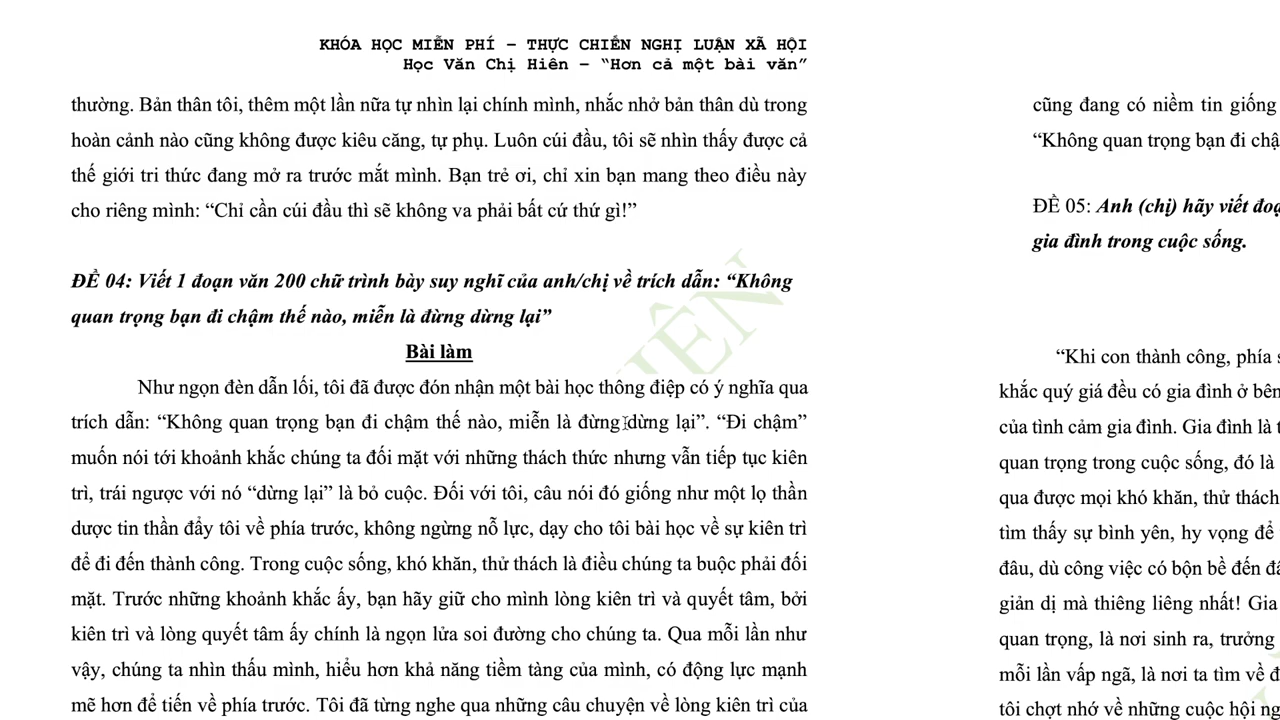 KHÓA HỌC MIỄN PHÍ – THỰC CHIẾN NGHỊ LUẬN XÃ HỘI
Học Văn Chị Hiên – “Hơn cả một bài văn”
thường. Bản thân tôi, thêm một lần nữa tự nhìn lại chính mình, nhắc nhở bản thân dù trong
hoàn cảnh nào cũng không được kiêu căng, tự phụ. Luôn cúi đầu, tôi sẽ nhìn thấy được cả
thế giới tri thức đang mở ra trước mắt mình. Bạn trẻ ơi, chỉ xin bạn mang theo điều này
cho riêng mình: “Chỉ cần cúi đầu thì sẽ không va phải bất cứ thứ gì!”
ĐỀ 04: Viết 1 đoạn văn 200 chữ trình bày suy nghĩ của anh/chị về trích dẫn: “Không
quan trọng bạn đi chậm thế nào, miễn là đừng dừng lại”
Bài làm
Như ngọn đèn dẫn lối, tôi đã được đón nhận một bài học thông điệp có ý nghĩa qua
trích dẫn: “Không quan trọng bạn đi chậm thế nào, miễn là đừng dừng lại”. “Đi chậm”
muốn nói tới khoảnh khắc chúng ta đối mặt với những thách thức nhưng vẫn tiếp tục kiên
trì, trái ngược với nó “dừng lại” là bỏ cuộc. Đối với tôi, câu nói đó giống như một lọ thần
dược tin thần đẩy tôi về phía trước, không ngừng nỗ lực, dạy cho tôi bài học về sự kiên trì
để đi đến thành công. Trong cuộc sống, khó khăn, thử thách là điều chúng ta buộc phải đối
mặt. Trước những khoảnh khắc ấy, bạn hãy giữ cho mình lòng kiên trì và quyết tâm, bởi
kiên trì và lòng quyết tâm ấy chính là ngọn lửa soi đường cho chúng ta. Qua mỗi lần như
vậy, chúng ta nhìn thấu mình, hiểu hơn khả năng tiềm tàng của mình, có động lực mạnh
mẽ hơn để tiến về phía trước. Tôi đã từng nghe qua những câu chuyện về lòng kiên trì của
cũng đang có niềm tin giống
“Không quan trọng bạn đi chậ
ĐỀ 05: Anh (chị) hãy viết đoạ
gia đình trong cuộc sống.
“Khi con thành công, phía s
khắc quý giá đều có gia đình ở bên
của tình cảm gia đình. Gia đình là t
quan trọng trong cuộc sống, đó là
qua được mọi khó khăn, thử thách
tìm thấy sự bình yên, hy vọng để
đâu, dù công việc có bộn bề đến đâ
giản dị mà thiêng liêng nhất! Gia
quan trọng, là nơi sinh ra, trưởng
mỗi lần vấp ngã, là nơi ta tìm về đ
tôi chợt nhớ về những cuộc hội ng